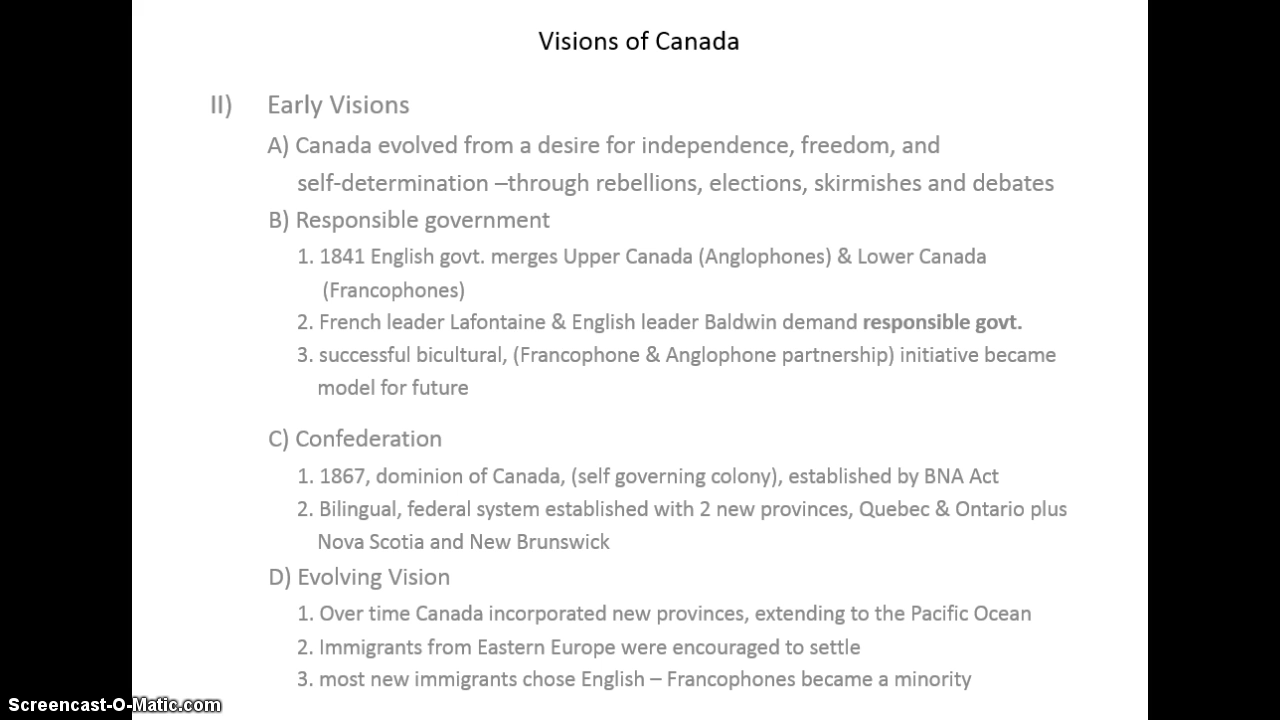 Visions of Canada
II) Early Visions
A) Canada evolved from a desire for independence, freedom, and
self-determination –through rebellions, elections, skirmishes and debates
B) Responsible government
1. 1841 English govt. merges Upper Canada (Anglophones) & Lower Canada
(Francophones)
2. French leader Lafontaine & English leader Baldwin demand responsible govt.
3. successful bicultural, (Francophone & Anglophone partnership) initiative became
model for future
C) Confederation
1. 1867, dominion of Canada, (self governing colony), established by BNA Act
2. Bilingual, federal system established with 2 new provinces, Quebec & Ontario plus
Nova Scotia and New Brunswick
D) Evolving Vision
1. Over time Canada incorporated new provinces, extending to the Pacific Ocean
2. Immigrants from Eastern Europe were encouraged to settle
3. most new immigrants chose English – Francophones became a minority
Screencast-O-Matic.com